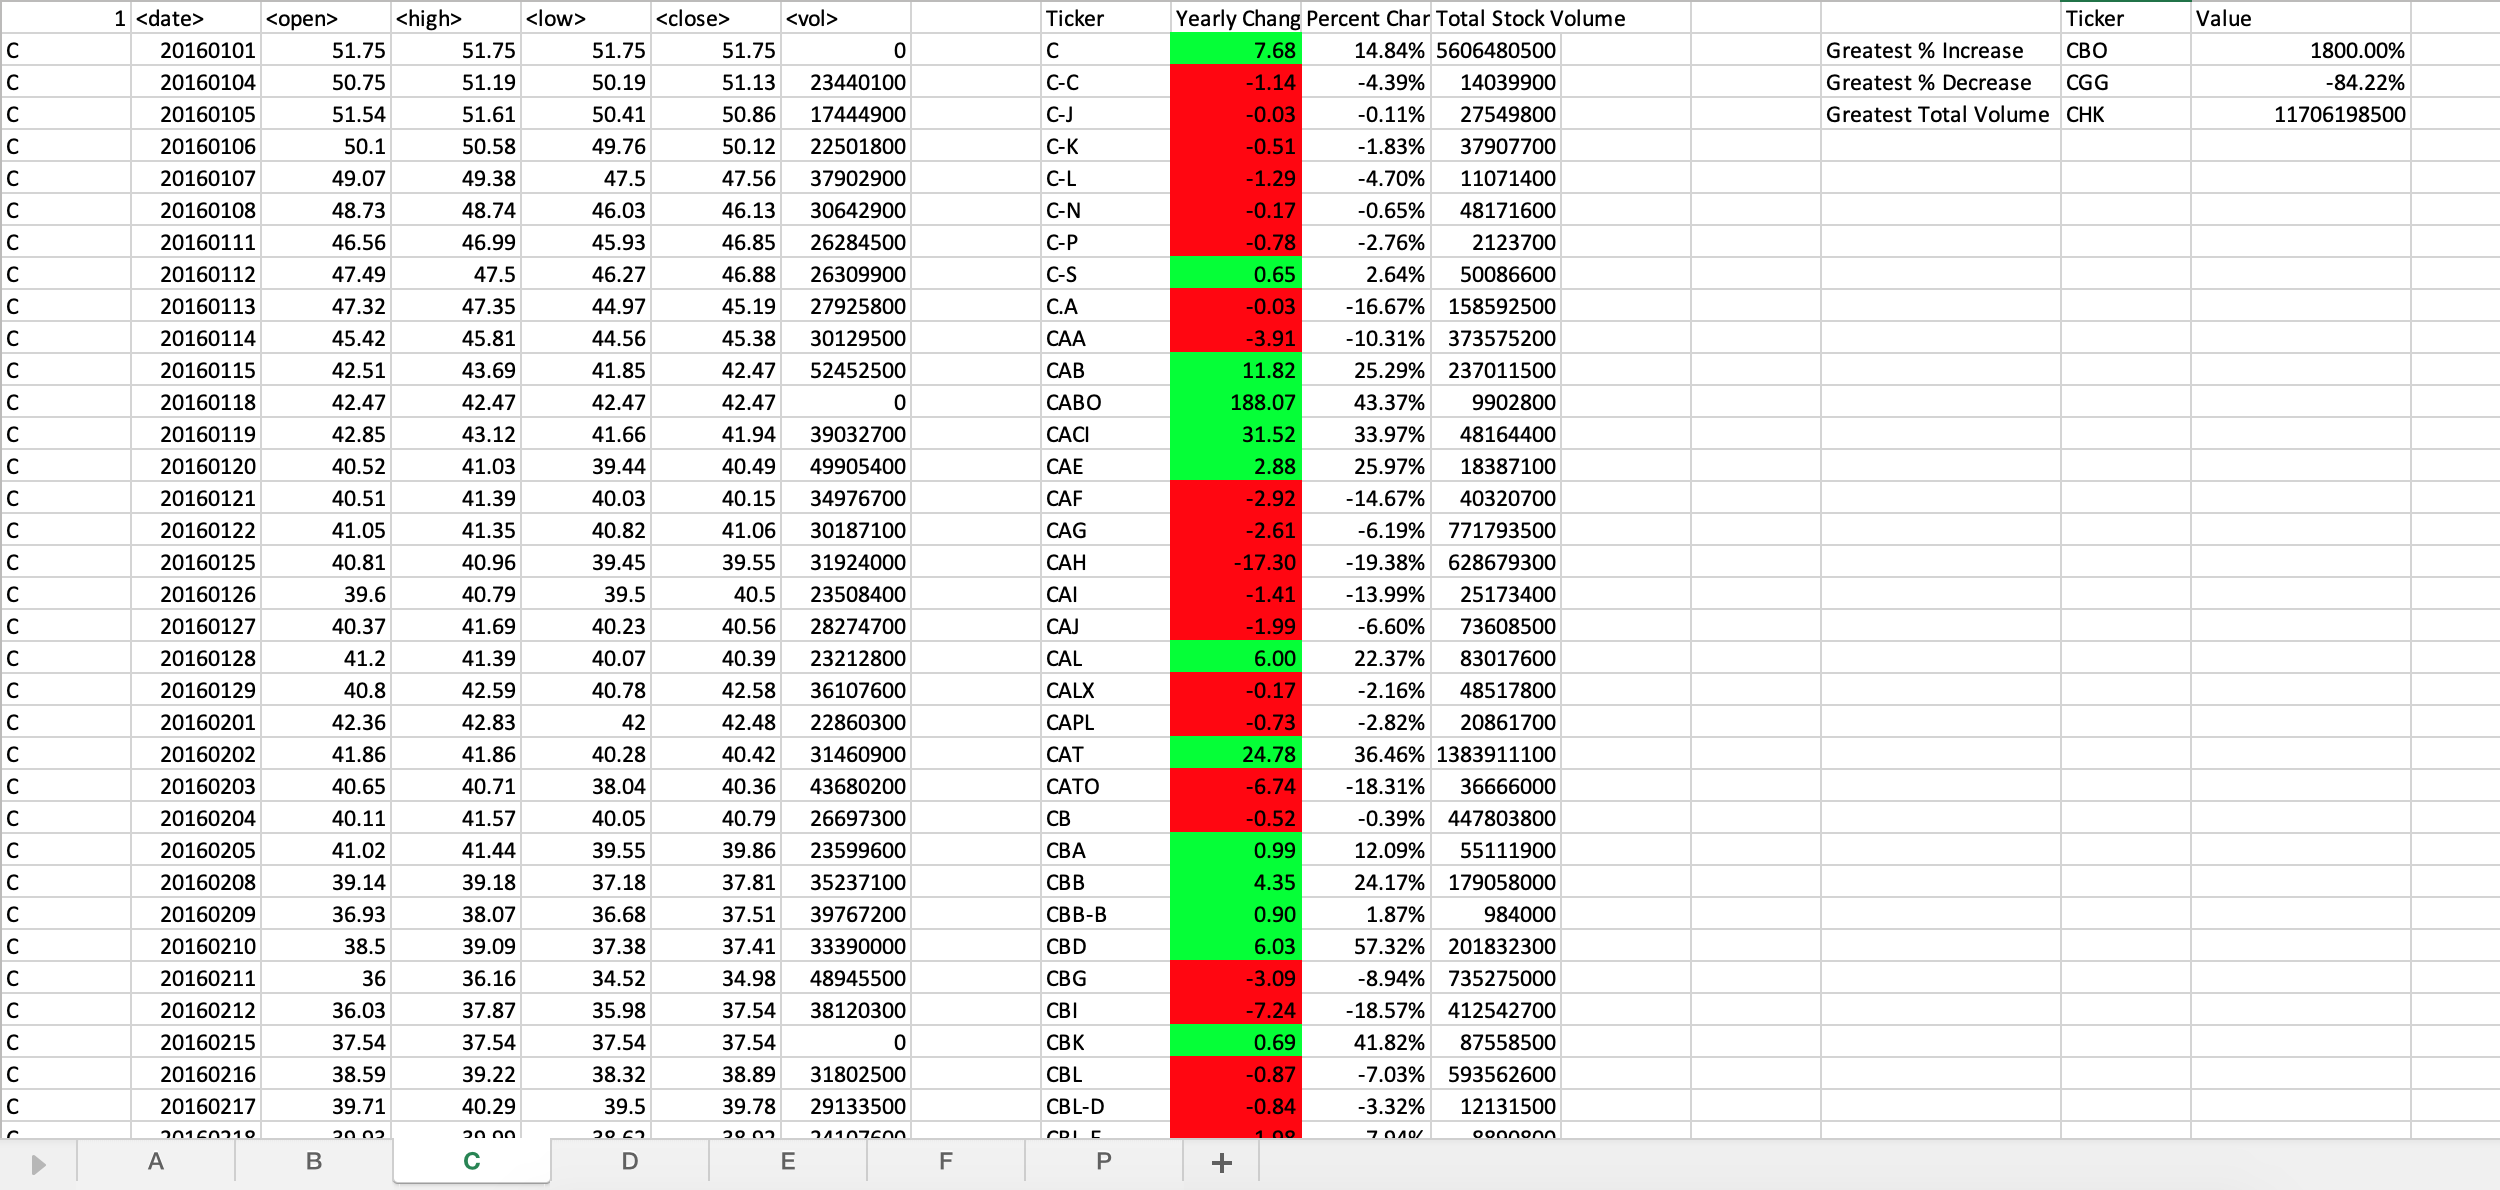 1 <date> <open> <high> <low> <close> <vol> Ticker Yearly Chang Percent Char Total Stock Volume Ticker Value
C 20160101 51.75 51.75 51.75 51.75 0 C 7.68 14.84% 5606480500 Greatest % Increase CBO 1800.00%
C 20160104 50.75 51.19 50.19 51.13 23440100 C-C -1.14 -4.39% 14039900 Greatest % Decrease CGG -84.22%
C 20160105 51.54 51.61 50.41 50.86 17444900 C-J -0.03 -0.11% 27549800 Greatest Total Volume CHK 11706198500
C 20160106 50.1 50.58 49.76 50.12 22501800 C-K -0.51 -1.83% 37907700
C 20160107 49.07 49.38 47.5 47.56 37902900 C-L -1.29 -4.70% 11071400
C 20160108 48.73 48.74 46.03 46.13 30642900 C-N -0.17 -0.65% 48171600
C 20160111 46.56 46.99 45.93 46.85 26284500 C-P -0.78 -2.76% 2123700
C 20160112 47.49 47.5 46.27 46.88 26309900 C-S 0.65 2.64% 50086600
C 20160113 47.32 47.35 44.97 45.19 27925800 C.A -0.03 -16.67% 158592500
C 20160114 45.42 45.81 44.56 45.38 30129500 CAA -3.91 -10.31% 373575200
C 20160115 42.51 43.69 41.85 42.47 52452500 CAB 11.82 25.29% 237011500
C 20160118 42.47 42.47 42.47 42.47 0 CABO 188.07 43.37% 9902800
C 20160119 42.85 43.12 41.66 41.94 39032700 CACI 31.52 33.97% 48164400
C 20160120 40.52 41.03 39.44 40.49 49905400 CAE 2.88 25.97% 18387100
C 20160121 40.51 41.39 40.03 40.15 34976700 CAF -2.92 -14.67% 40320700
C 20160122 41.05 41.35 40.82 41.06 30187100 CAG -2.61 -6.19% 771793500
C 20160125 40.81 40.96 39.45 39.55 31924000 CAH -17.30 -19.38% 628679300
C 20160126 39.6 40.79 39.5 40.5 23508400 CAI -1.41 -13.99% 25173400
C 20160127 40.37 41.69 40.23 40.56 28274700 CAJ -1.99 -6.60% 73608500
C 20160128 41.2 41.39 40.07 40.39 23212800 CAL 6.00 22.37% 83017600
C 20160129 40.8 42.59 40.78 42.58 36107600 CALX -0.17 -2.16% 48517800
C 20160201 42.36 42.83 42 42.48 22860300 CAPL -0.73 -2.82% 20861700
C 20160202 41.86 41.86 40.28 40.42 31460900 CAT 24.78 36.46% 1383911100
C 20160203 40.65 40.71 38.04 40.36 43680200 CATO -6.74 -18.31% 36666000
C 20160204 40.11 41.57 40.05 40.79 26697300 CB -0.52 -0.39% 447803800
C 20160205 41.02 41.44 39.55 39.86 23599600 CBA 0.99 12.09% 55111900
C 20160208 39.14 39.18 37.18 37.81 35237100 CBB 4.35 24.17% 179058000
C 20160209 36.93 38.07 36.68 37.51 39767200 CBB-B 0.90 1.87% 984000
C 20160210 38.5 39.09 37.38 37.41 33390000 CBD 6.03 57.32% 201832300
C 20160211 36 36.16 34.52 34.98 48945500 CBG -3.09 -8.94% 735275000
C 20160212 36.03 37.87 35.98 37.54 38120300 CBI -7.24 -18.57% 412542700
C 20160215 37.54 37.54 37.54 37.54 0 CBK 0.69 41.82% 87558500
C 20160216 38.59 39.22 38.32 38.89 31802500 CBL -0.87 -7.03% 593562600
C 20160217 39.71 40.29 39.5 39.78 29133500 CBL-D -0.84 -3.32% 12131500
A B C D E F P +